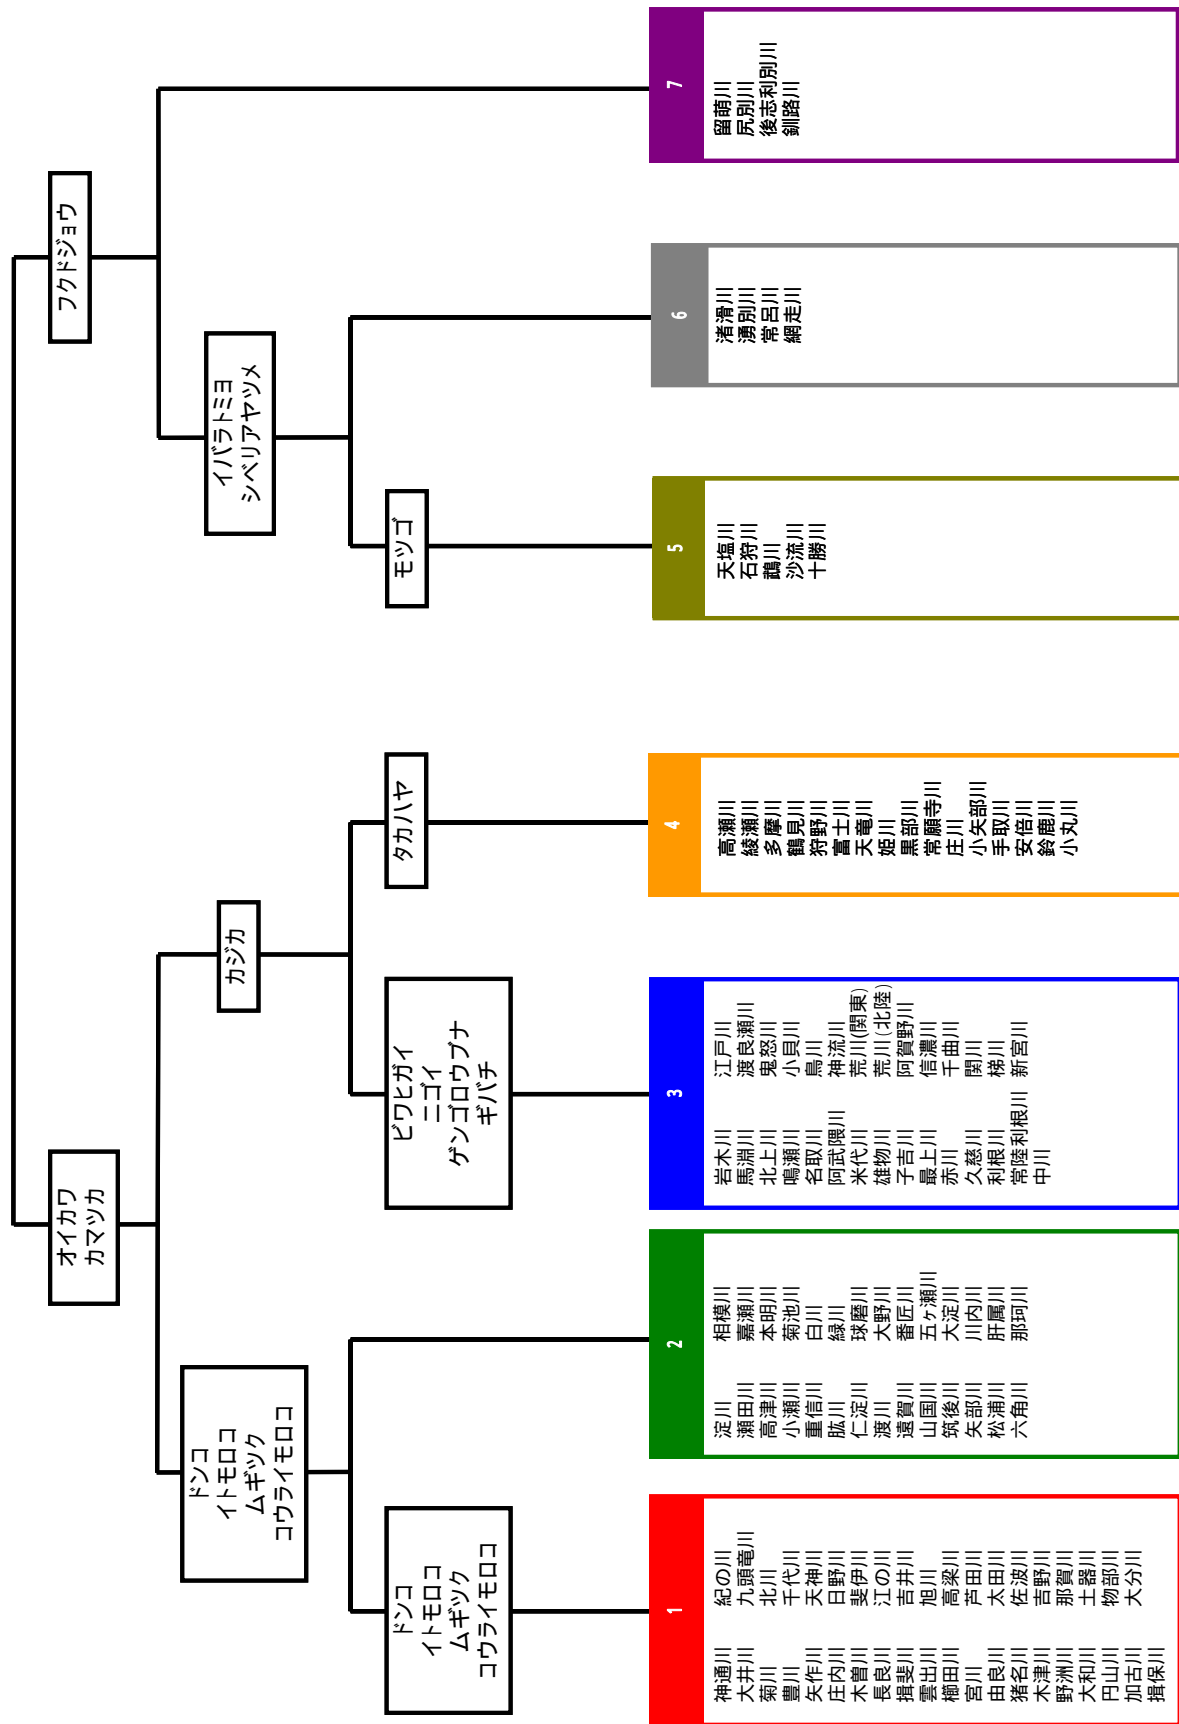 フクドジョウ
オイカワ
カマツカ
イバラトミヨ
シベリアヤツメ
カジカ
ドンコ
イトモロコ
ムギツク
コウライモロコ
モツゴ
タカハヤ
ビワヒガイ
ニゴイ
ゲンゴロウブナ
ギバチ
ドンコ
イトモロコ
ムギツク
コウライモロコ
1
神通川
大井川
菊川
豊川
矢作川
庄内川
木曽川
長良川
揖斐川
雲出川
櫛田川
宮川
由良川
猪名川
木津川
野洲川
大和川
円山川
加古川
揖保川
紀の川
九頭竜川
北川
千代川
天神川
日野川
斐伊川
江の川
吉井川
旭川
高梁川
芦田川
太田川
佐波川
吉野川
那賀川
土器川
物部川
大分川
2
淀川
瀬田川
高津川
小瀬川
重信川
肱川
仁淀川
渡川
遠賀川
山国川
筑後川
矢部川
松浦川
六角川
相模川
嘉瀬川
本明川
菊池川
白川
緑川
球磨川
大野川
番匠川
五ヶ瀬川
大淀川
川内川
肝属川
那珂川
3
岩木川
馬淵川
北上川
鳴瀬川
名取川
阿武隈川
米代川
雄物川
子吉川
最上川
赤川
久慈川
利根川
常陸利根川
中川
江戸川
渡良瀬川
鬼怒川
小貝川
烏川
神流川
荒川(関東)
荒川(北陸)
阿賀野川
信濃川
千曲川
関川
梯川
新宮川
4
高瀬川
綾瀬川
多摩川
鶴見川
狩野川
富士川
天竜川
姫川
黒部川
常願寺川
庄川
小矢部川
手取川
安倍川
鈴鹿川
小丸川
5
天塩川
石狩川
鵡川
沙流川
十勝川
6
渚滑川
湧別川
常呂川
網走川
7
留萌川
尻別川
後志利別川
釧路川